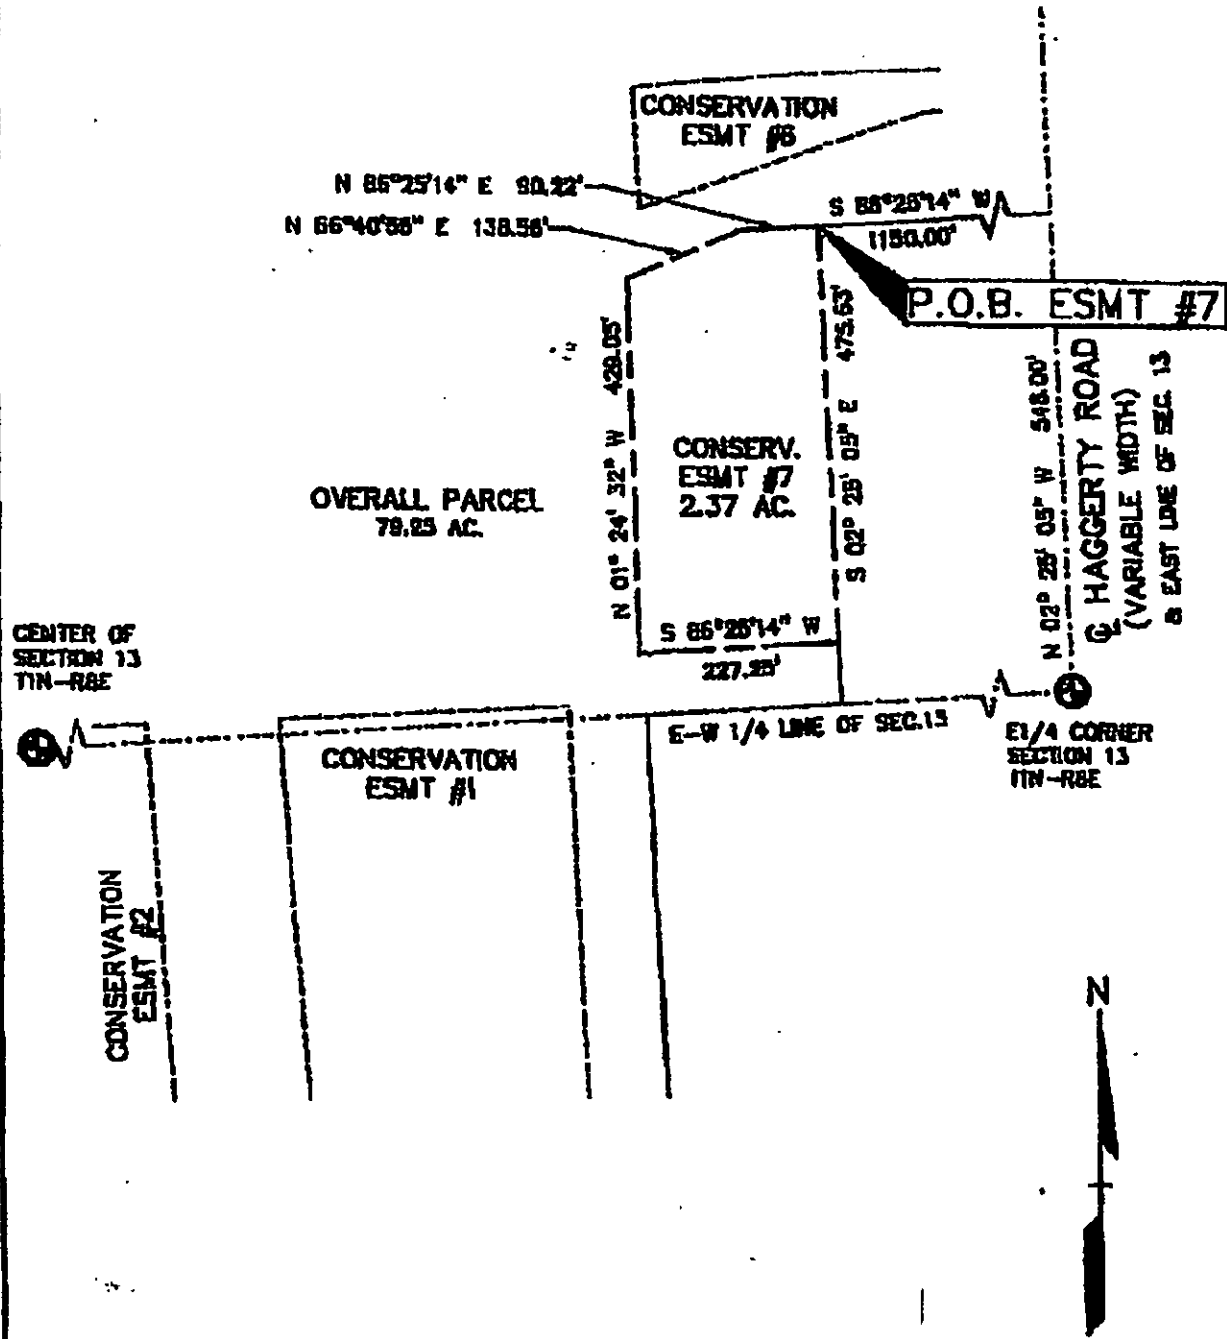 CONSERVATION
ESMT #6
N 86°25'14" E 90.22'
N 66°40'56" E 138.56'
S 86°25'14" W
1150.00'
P.O.B. ESMT #7
N 01° 24' 32" W 429.05'
CONSERV.
ESMT #7
2.37 AC.
S 02° 25' 05" E 475.63'
N 02° 25' 05" W 548.00'
℄ HAGGERTY ROAD
(VARIABLE WIDTH)
& EAST LINE OF SEC. 13
OVERALL PARCEL
79.25 AC.
S 86°25'14" W
227.25'
CENTER OF
SECTION 13
T1N-R8E
E-W 1/4 LINE OF SEC.13
E1/4 CORNER
SECTION 13
T1N-R8E
CONSERVATION
ESMT #1
CONSERVATION
ESMT #2
N